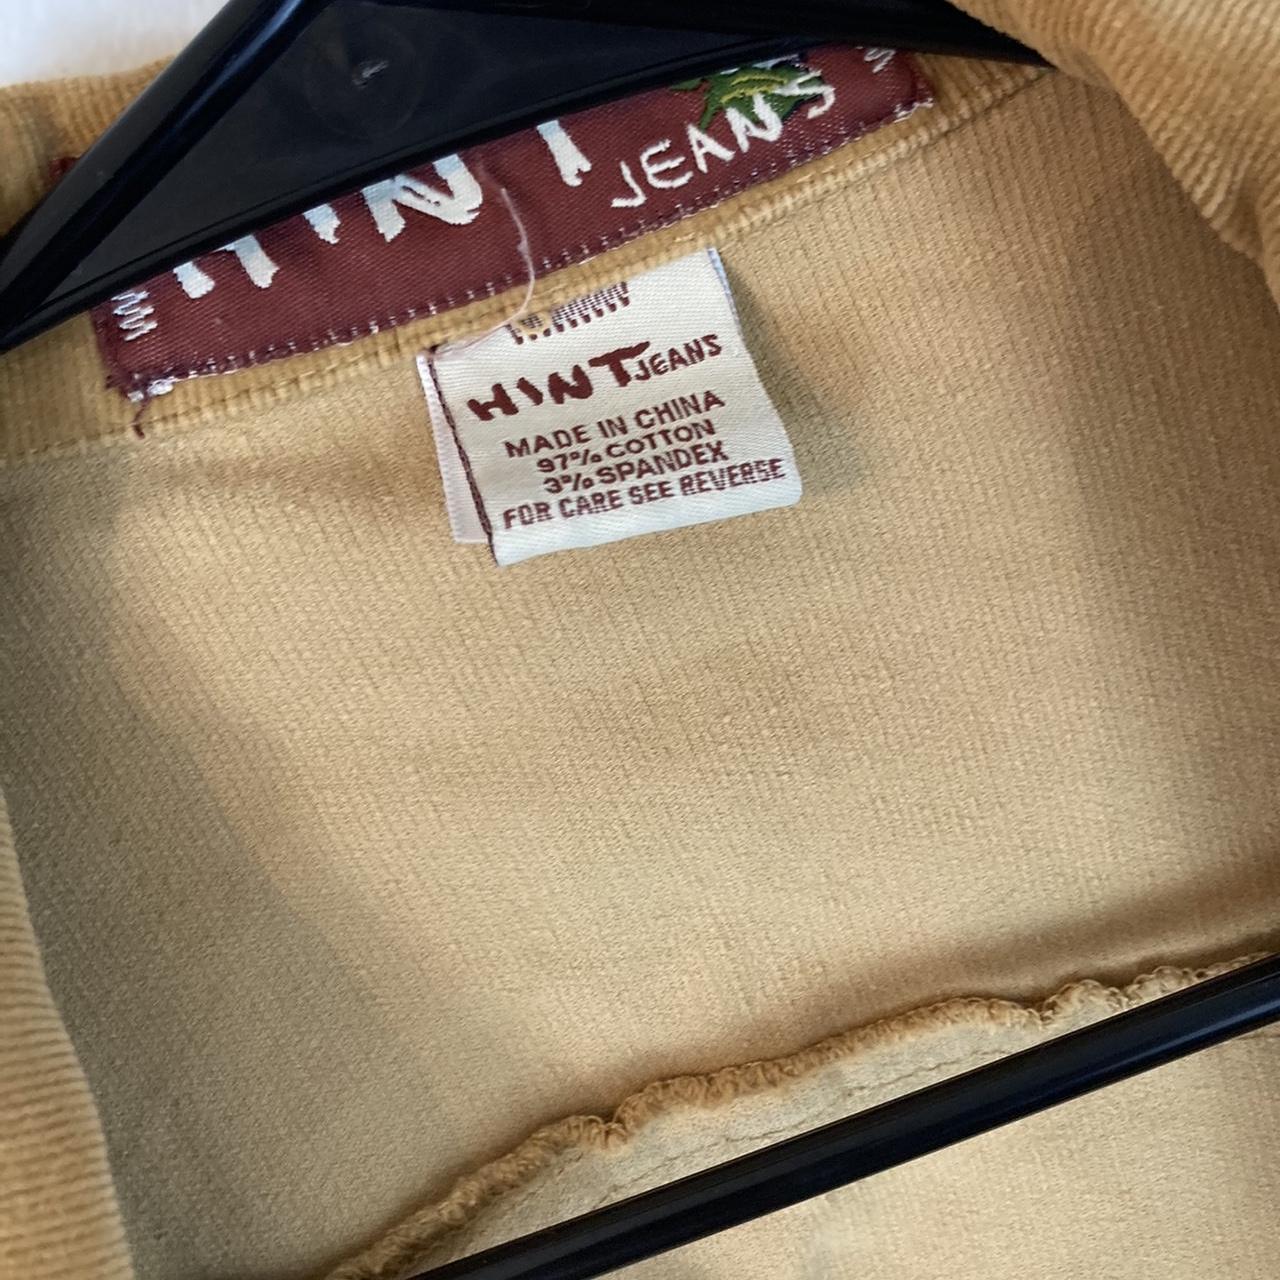 HINT JEANS
HINT JEANS
MADE IN CHINA
97% COTTON
3% SPANDEX
FOR CARE SEE REVERSE